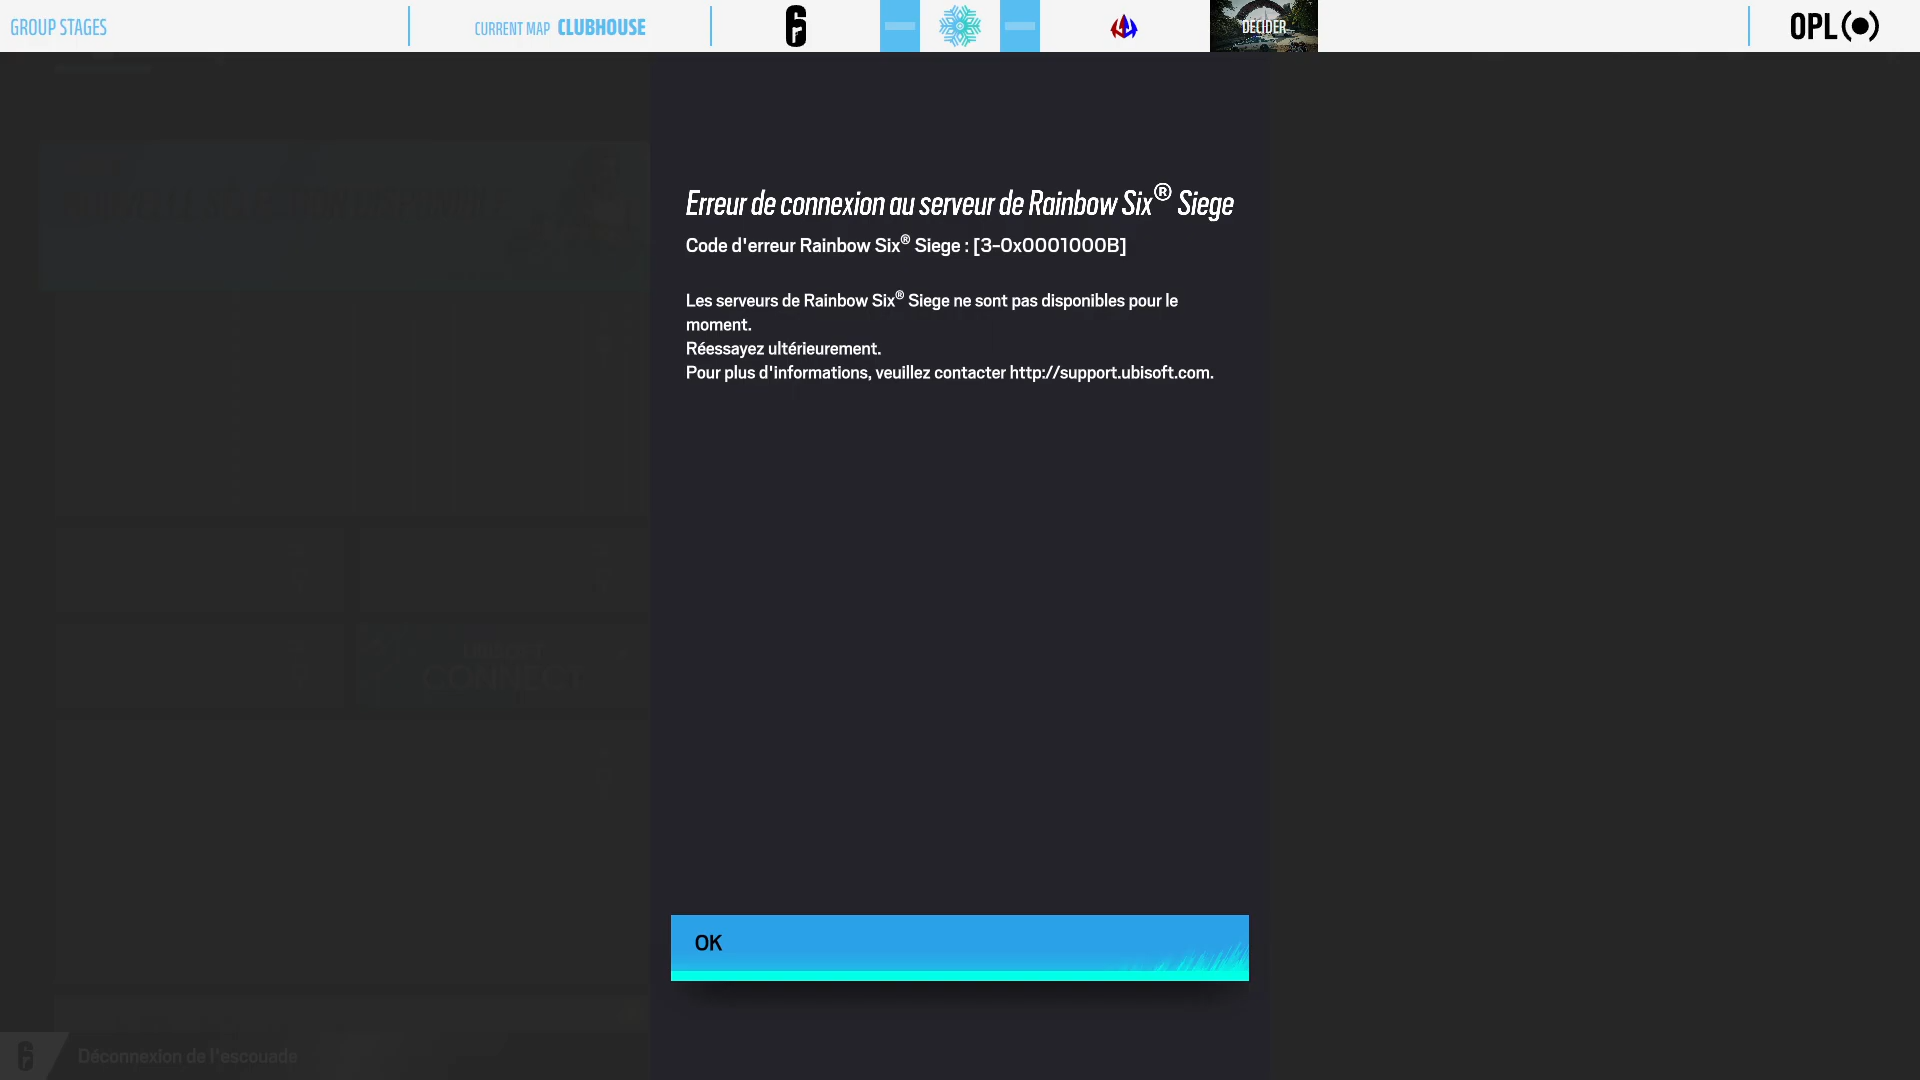 GROUP STAGES
CURRENT MAP CLUBHOUSE
DECIDER
OPL
Erreur de connexion au serveur de Rainbow Six® Siege
Code d'erreur Rainbow Six® Siege : [3-0x0001000B]
Les serveurs de Rainbow Six® Siege ne sont pas disponibles pour le
moment.
Réessayez ultérieurement.
Pour plus d'informations, veuillez contacter http://support.ubisoft.com.
UBISOFT
CONNECT
OK
Déconnexion de l'escouade